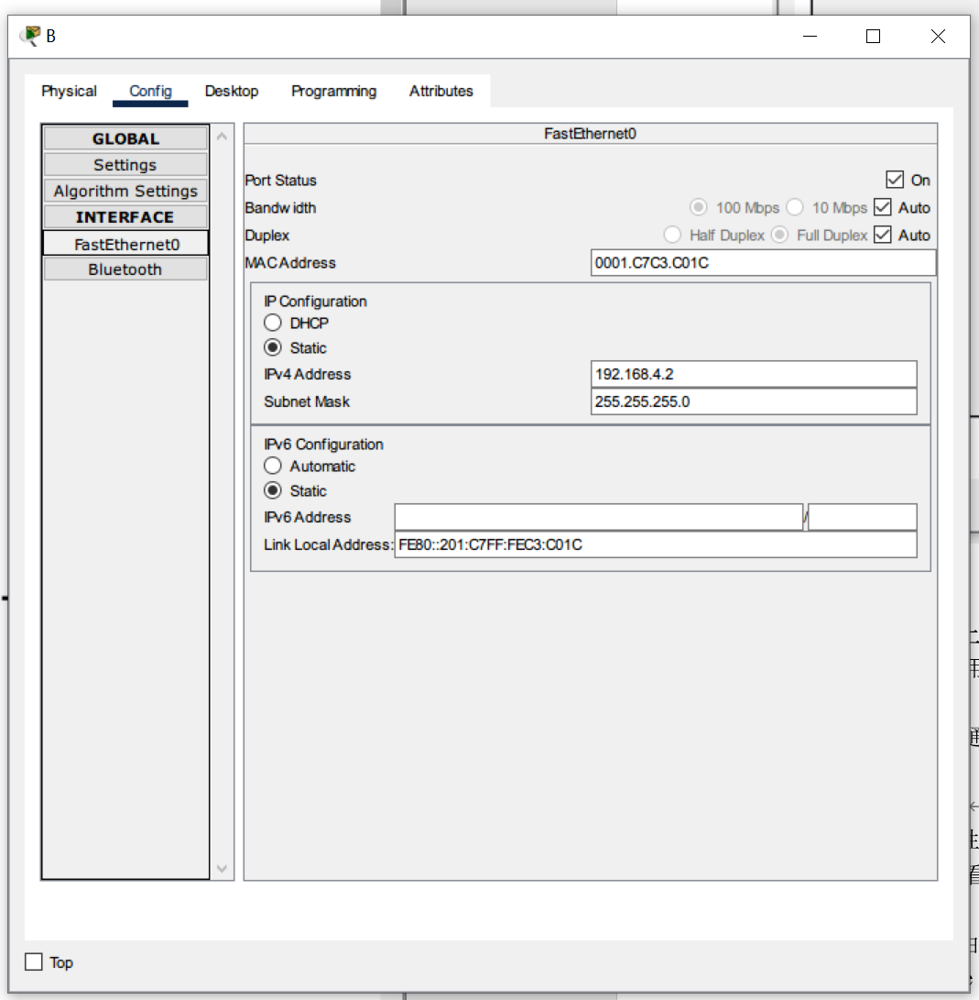 B
Physical Config Desktop Programming Attributes
GLOBAL
Settings
Algorithm Settings
INTERFACE
FastEthernet0
Bluetooth
FastEthernet0
Port Status On
Bandwidth 100 Mbps 10 Mbps Auto
Duplex Half Duplex Full Duplex Auto
MAC Address 0001.C7C3.C01C
IP Configuration
DHCP
Static
IPv4 Address 192.168.4.2
Subnet Mask 255.255.255.0
IPv6 Configuration
Automatic
Static
IPv6 Address /
Link Local Address: FE80::201:C7FF:FEC3:C01C
Top